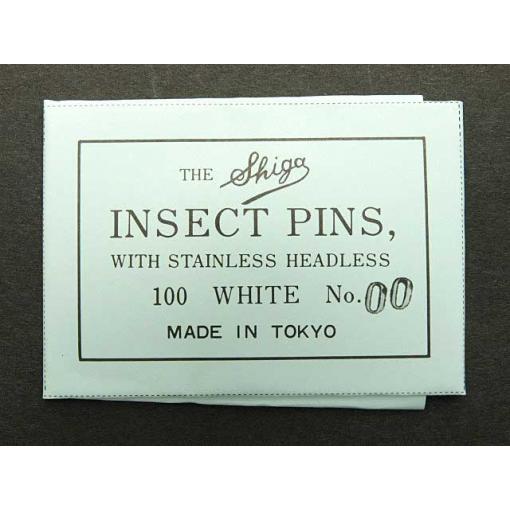 THE Shiga
INSECT PINS,
WITH STAINLESS HEADLESS
100 WHITE No. 00
MADE IN TOKYO